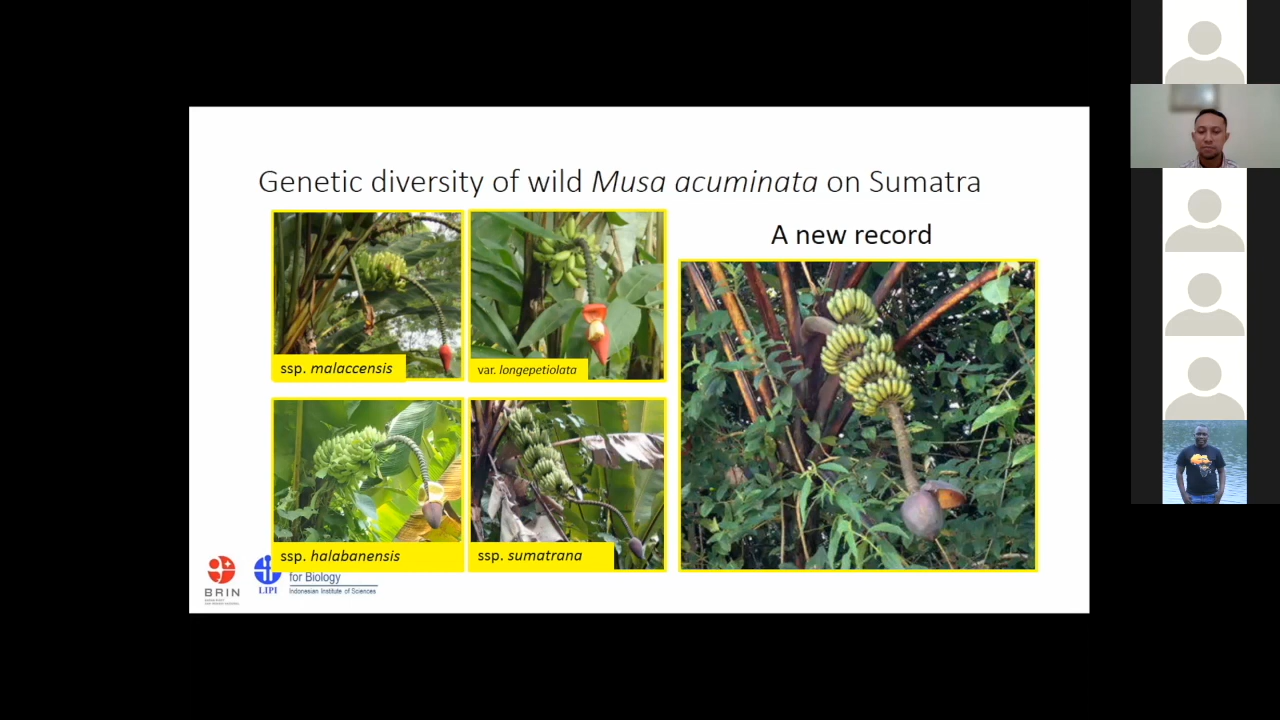 Genetic diversity of wild Musa acuminata on Sumatra
A new record
ssp. malaccensis
var. longepetiolata
ssp. halabanensis
ssp. sumatrana
BRIN
LIPI
for Biology
Indonesian Institute of Sciences